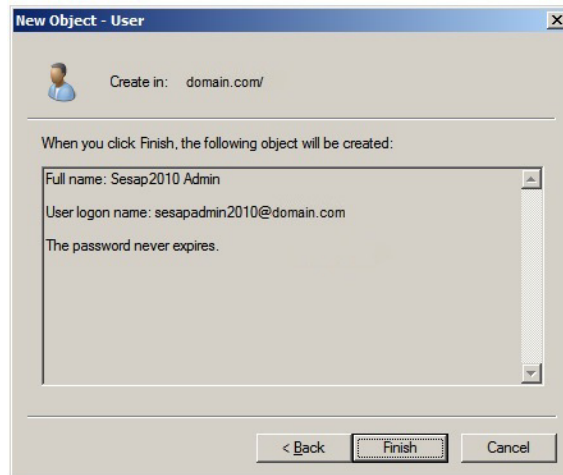 New Object - User
Create in: domain.com/
When you click Finish, the following object will be created:
Full name: Sesap2010 Admin
User logon name: sesapadmin2010@domain.com
The password never expires.
< Back Finish Cancel